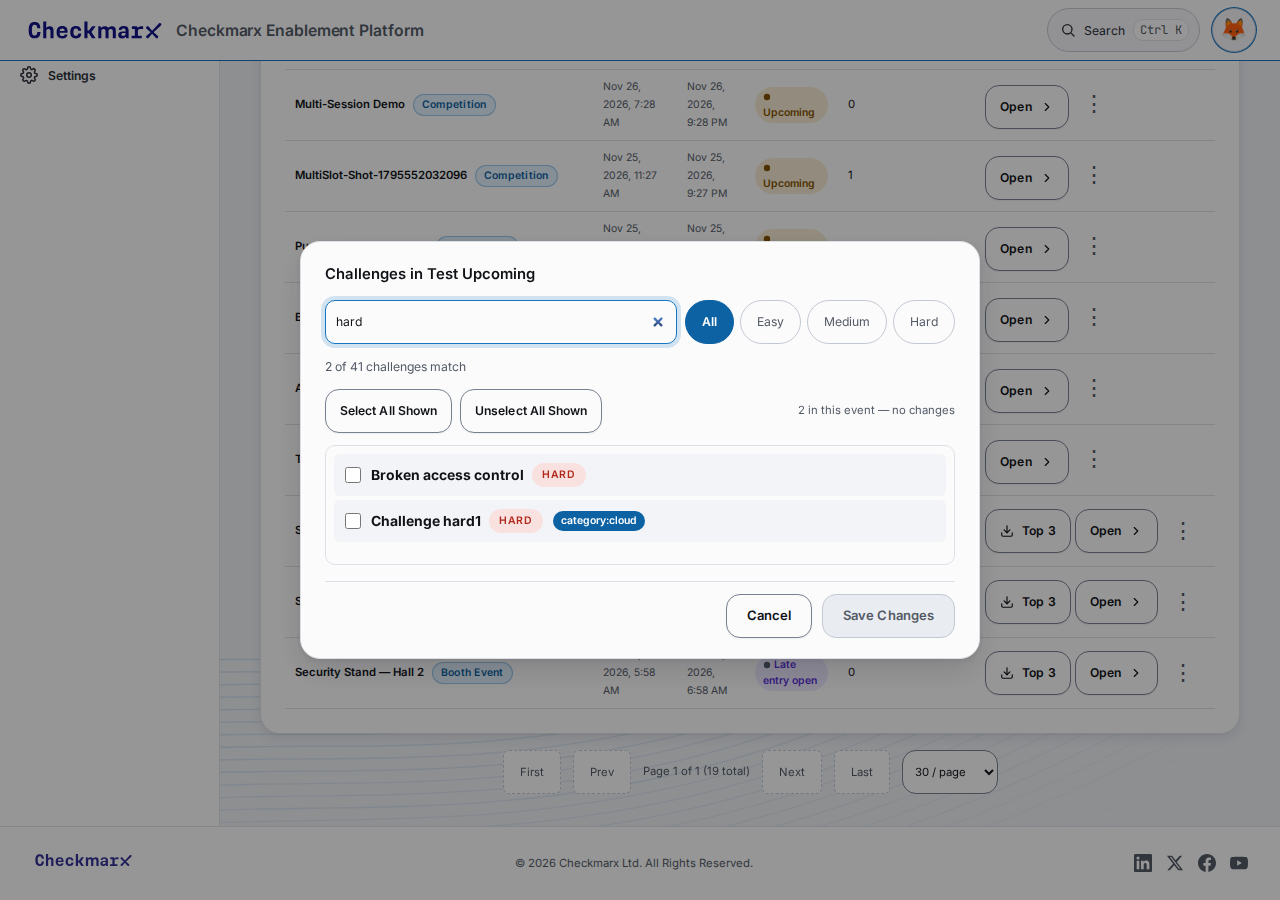 Checkmarx Checkmarx Enablement Platform Search Ctrl K
Settings
Multi-Session Demo Competition Nov 26, 2026, 7:28 AM Nov 26, 2026, 9:28 PM Upcoming 0 Open
MultiSlot-Shot-1795552032096 Competition Nov 25, 2026, 11:27 AM Nov 25, 2026, 9:27 PM Upcoming 1 Open
Nov 25, Nov 25, Open
Challenges in Test Upcoming
hard All Easy Medium Hard
Open
2 of 41 challenges match
Open
Select All Shown Unselect All Shown 2 in this event — no changes
Open
Broken access control HARD
Challenge hard1 HARD category:cloud
Top 3 Open
Top 3 Open
Cancel Save Changes
Security Stand — Hall 2 Booth Event 2026, 5:58 AM 2026, 6:58 AM Late entry open 0 Top 3 Open
First Prev Page 1 of 1 (19 total) Next Last 30 / page
Checkmarx © 2026 Checkmarx Ltd. All Rights Reserved.